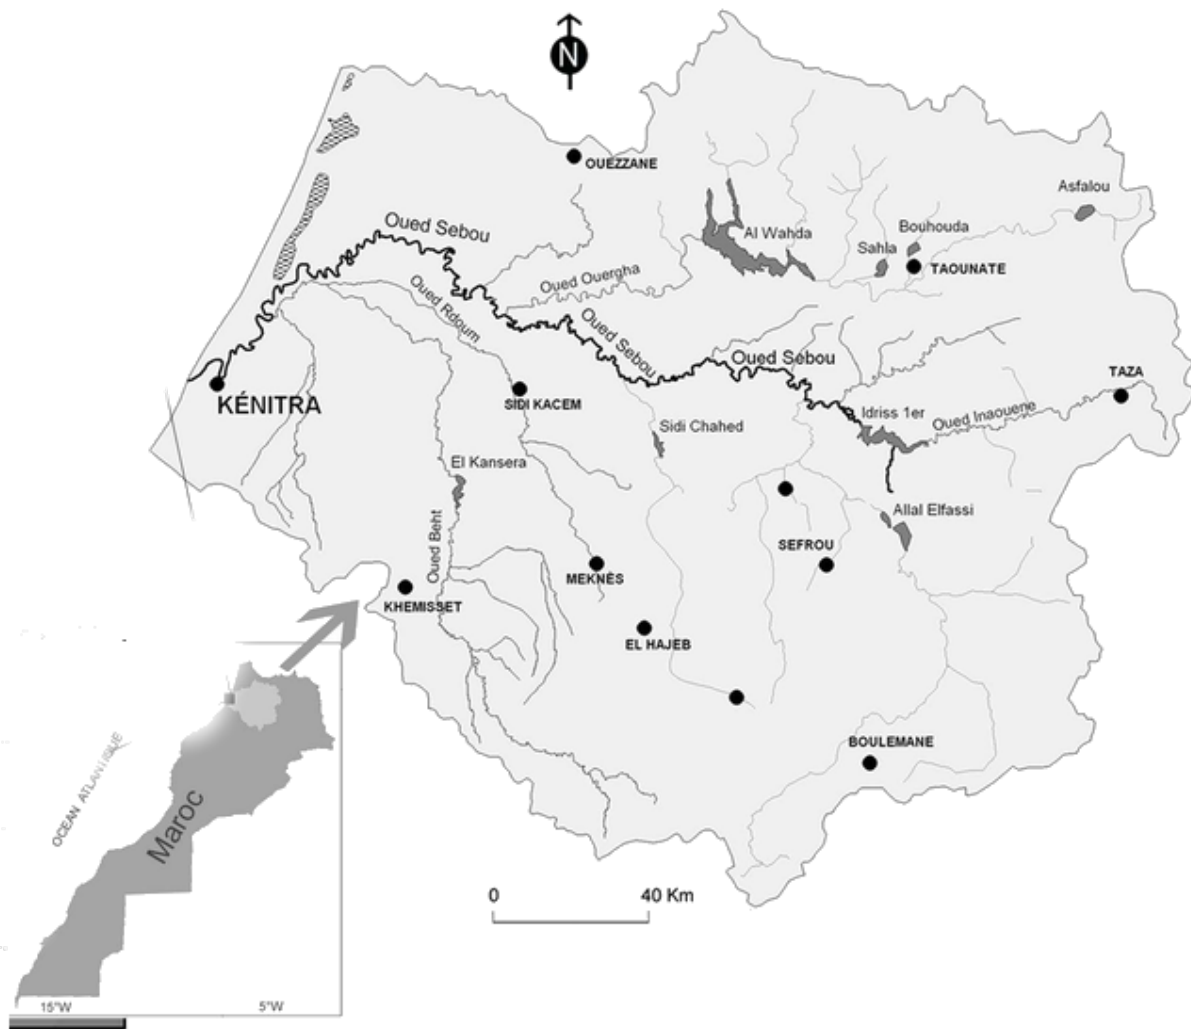 N
OUEZZANE
Asfalou
Oued Sebou
Al Wahda
Bouhouda
Sahla
TAOUNATE
Oued Ouergha
Oued Rdoum
Oued Sebou
Oued Sebou
TAZA
KÉNITRA
SIDI KACEM
Idriss 1er
Oued Inaouene
Sidi Chahed
El Kansera
Allal Elfassi
Oued Beht
SEFROU
MEKNÈS
KHEMISSET
EL HAJEB
BOULEMANE
OCEAN ATLANTIQUE
Maroc
0 40 Km
15°W 5°W